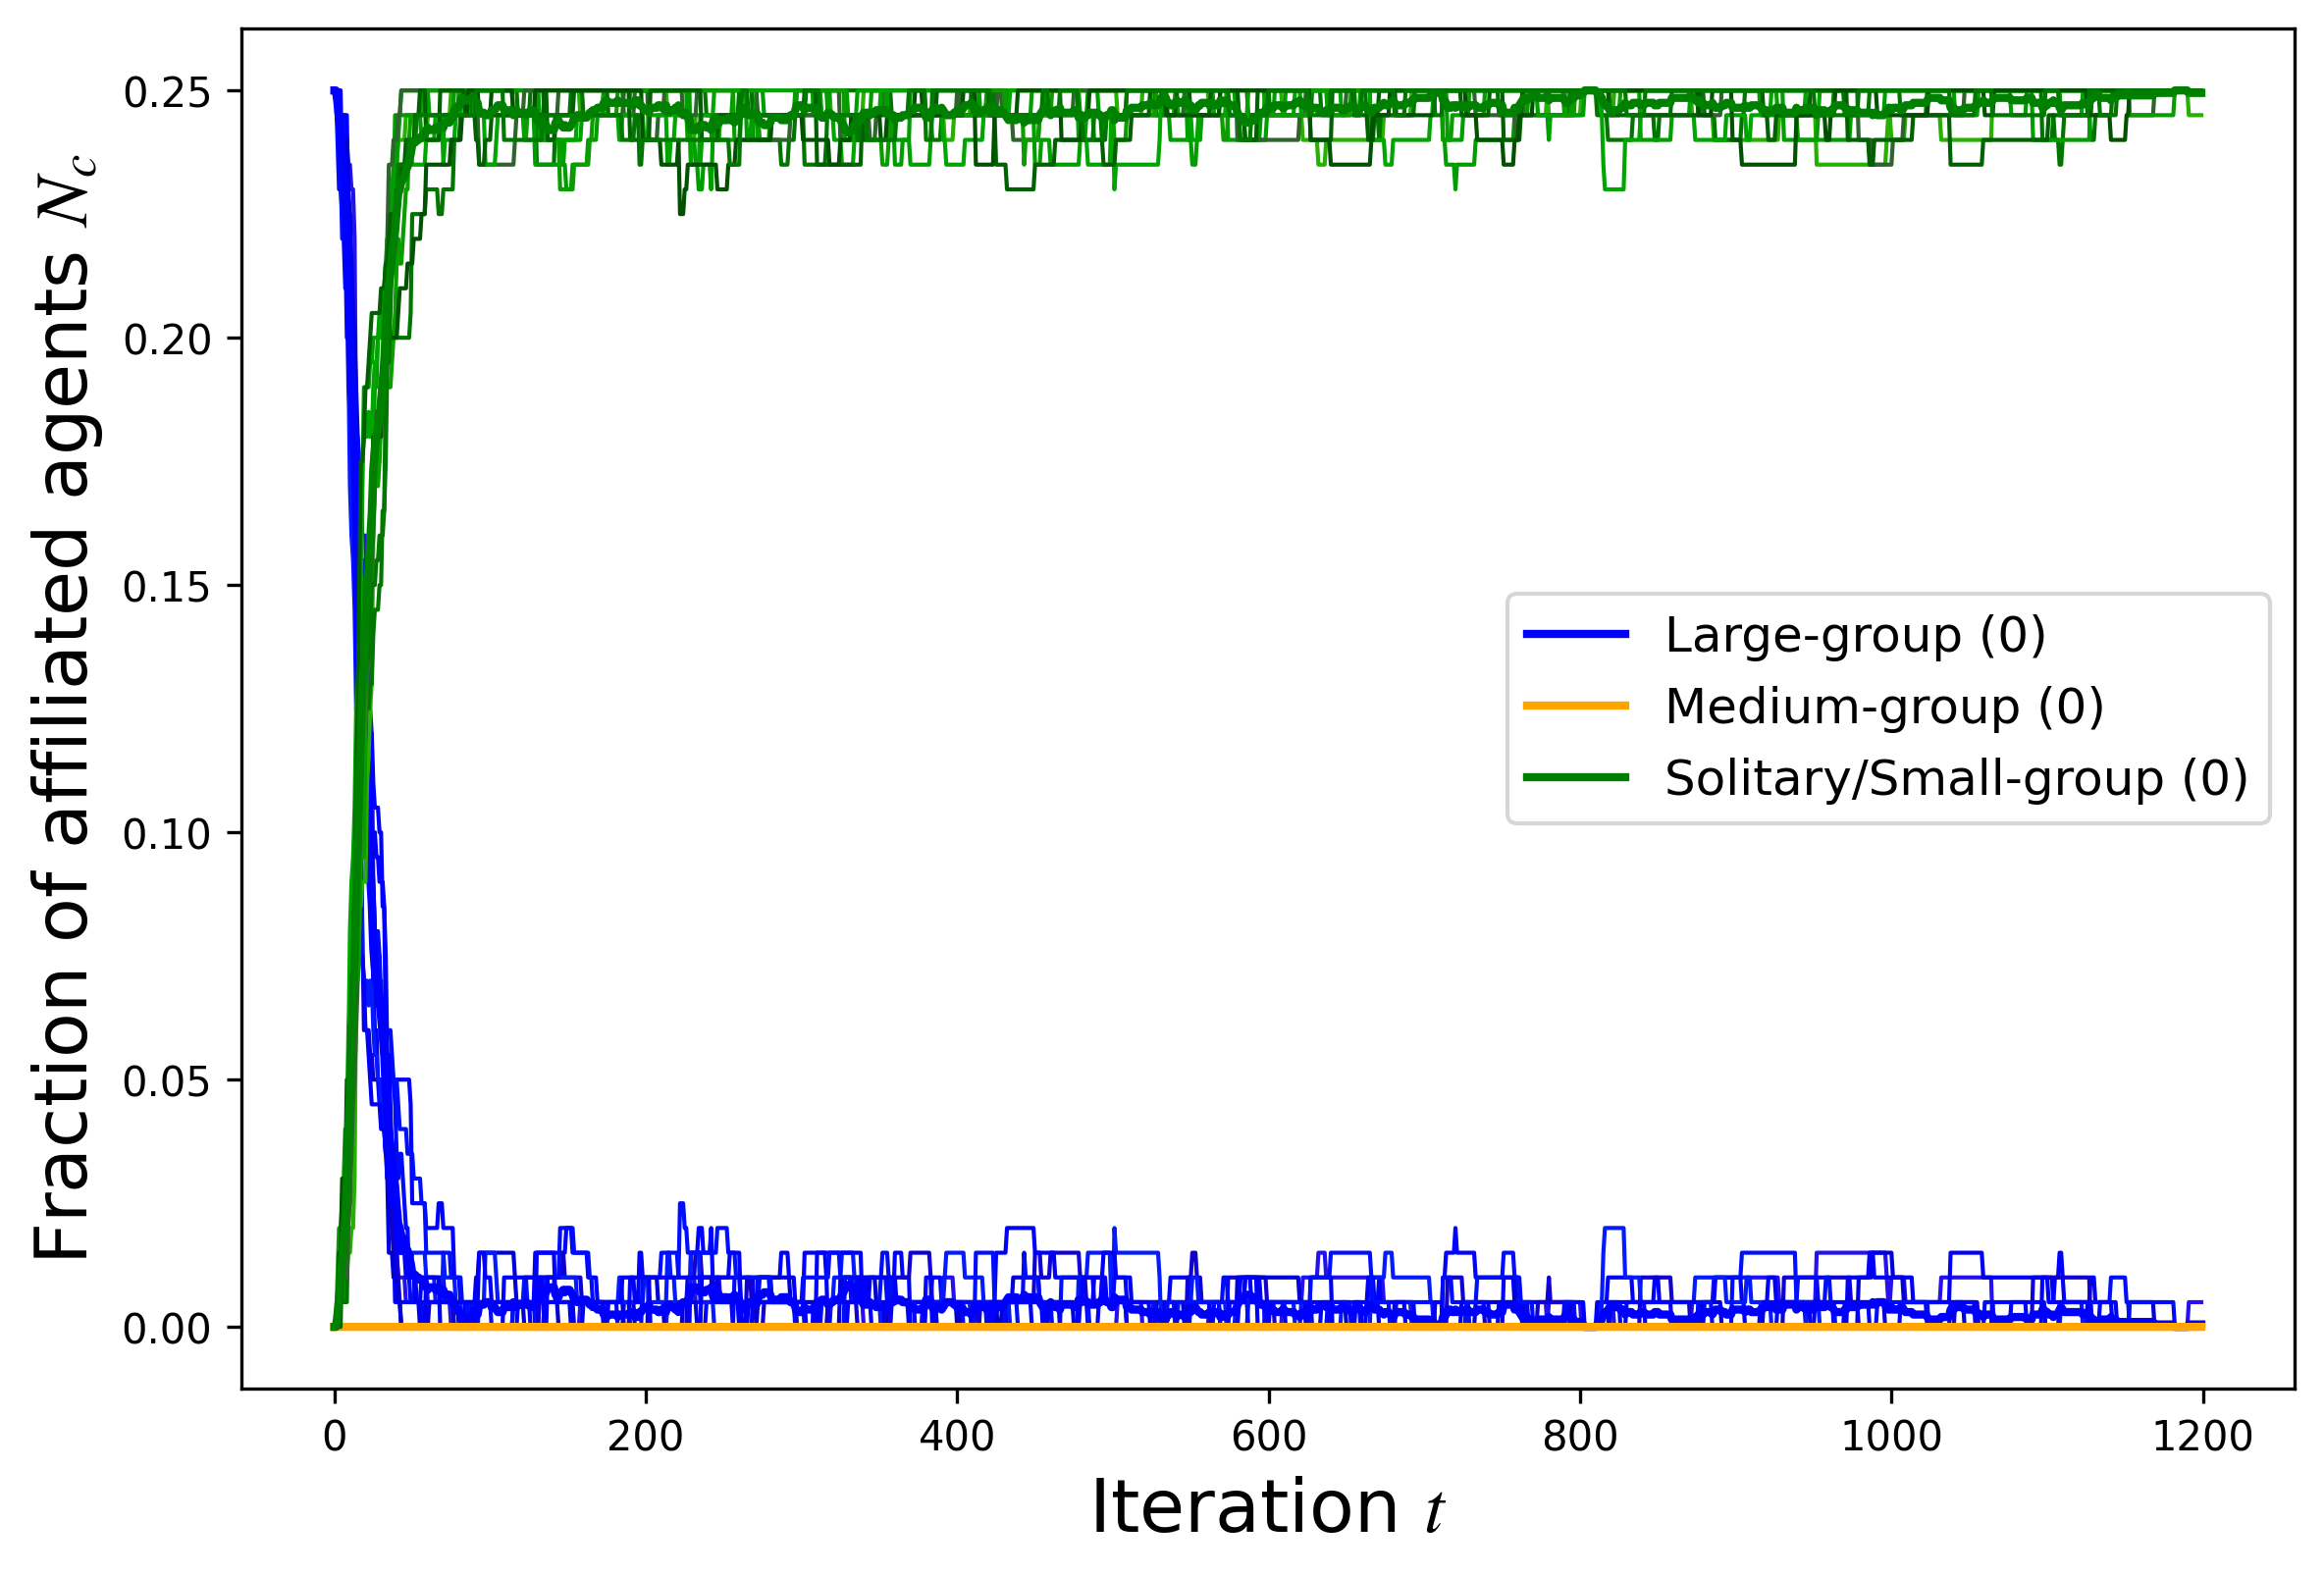 Fraction of affiliated agents N_c
0.25
0.20
0.15
0.10
0.05
0.00
Large-group (0)
Medium-group (0)
Solitary/Small-group (0)
0 200 400 600 800 1000 1200
Iteration t